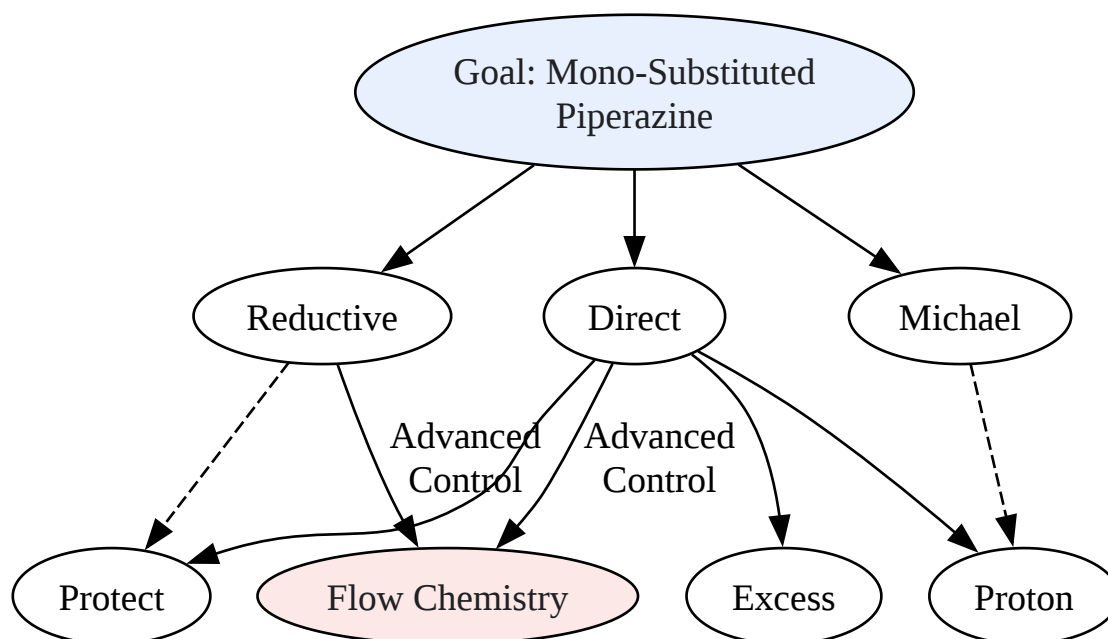 Goal: Mono-Substituted
Piperazine
Reductive
Direct
Michael
Advanced
Control
Advanced
Control
Protect
Flow Chemistry
Excess
Proton